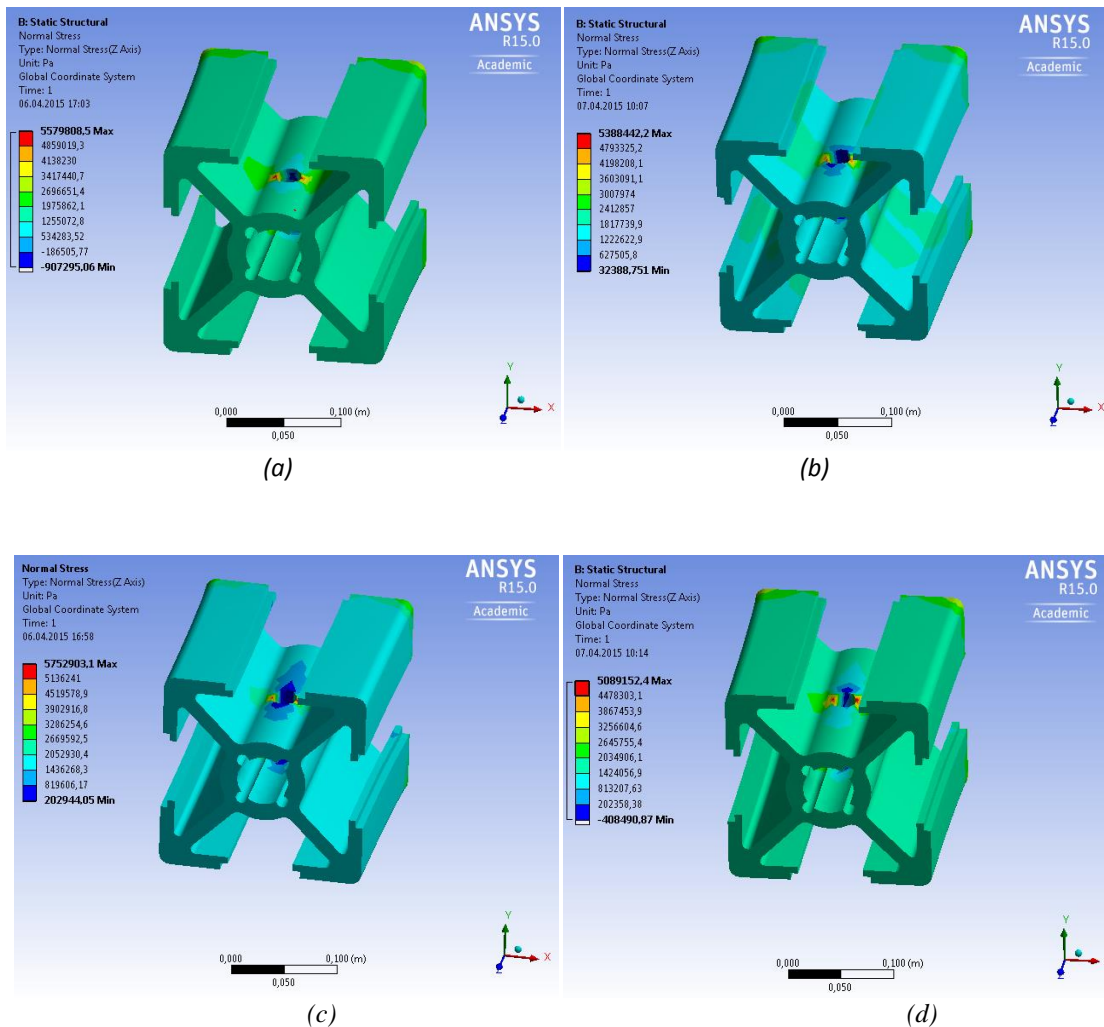 B: Static Structural
Normal Stress
Type: Normal Stress(Z Axis)
Unit: Pa
Global Coordinate System
Time: 1
06.04.2015 17:03
5579808,5 Max
4859019,3
4138230
3417440,7
2696651,4
1975862,1
1255072,8
534283,52
-186505,77
-907295,06 Min
ANSYS
R15.0
Academic
Y
X
Z
0,000
0,100 (m)
0,050
(a)
B: Static Structural
Normal Stress
Type: Normal Stress(Z Axis)
Unit: Pa
Global Coordinate System
Time: 1
07.04.2015 10:07
5388442,2 Max
4793325,2
4198208,1
3603091,1
3007974
2412857
1817739,9
1222622,9
627505,8
32388,751 Min
ANSYS
R15.0
Academic
Y
X
Z
0,000
0,100 (m)
0,050
(b)
Normal Stress
Type: Normal Stress(Z Axis)
Unit: Pa
Global Coordinate System
Time: 1
06.04.2015 16:58
5752903,1 Max
5136241
4519578,9
3902916,8
3286254,6
2669592,5
2052930,4
1436268,3
819606,17
202944,05 Min
ANSYS
R15.0
Academic
Y
X
Z
0,000
0,100 (m)
0,050
(c)
B: Static Structural
Normal Stress
Type: Normal Stress(Z Axis)
Unit: Pa
Global Coordinate System
Time: 1
07.04.2015 10:14
5089152,4 Max
4478303,1
3867453,9
3256604,6
2645755,4
2034906,1
1424056,9
813207,63
202358,38
-408490,87 Min
ANSYS
R15.0
Academic
Y
X
Z
0,000
0,100 (m)
0,050
(d)